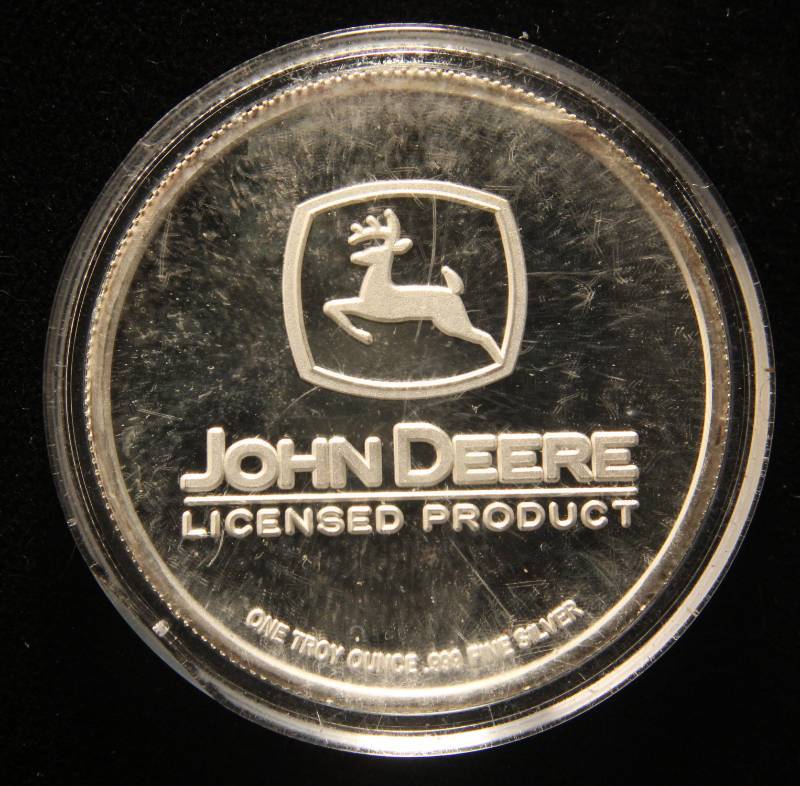 JOHN DEERE
LICENSED PRODUCT
ONE TROY OUNCE .999 FINE SILVER